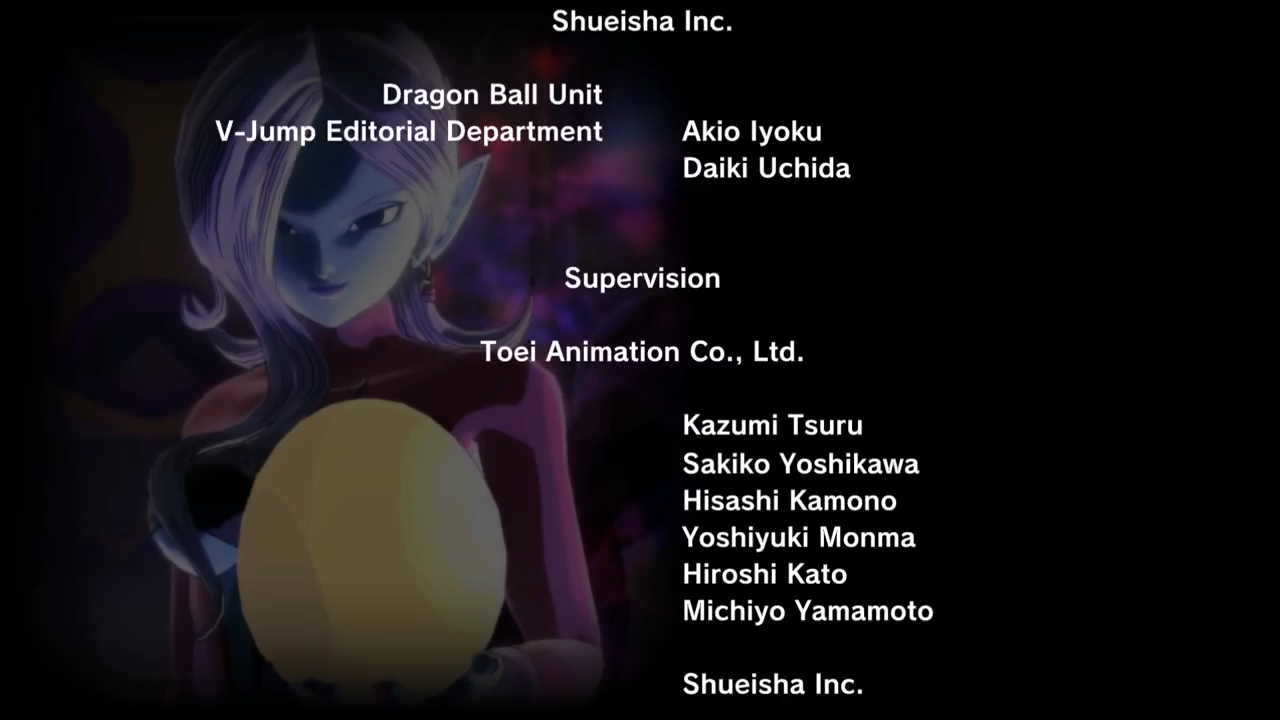 Shueisha Inc.
Dragon Ball Unit
V-Jump Editorial Department Akio Iyoku
Daiki Uchida
Supervision
Toei Animation Co., Ltd.
Kazumi Tsuru
Sakiko Yoshikawa
Hisashi Kamono
Yoshiyuki Monma
Hiroshi Kato
Michiyo Yamamoto
Shueisha Inc.